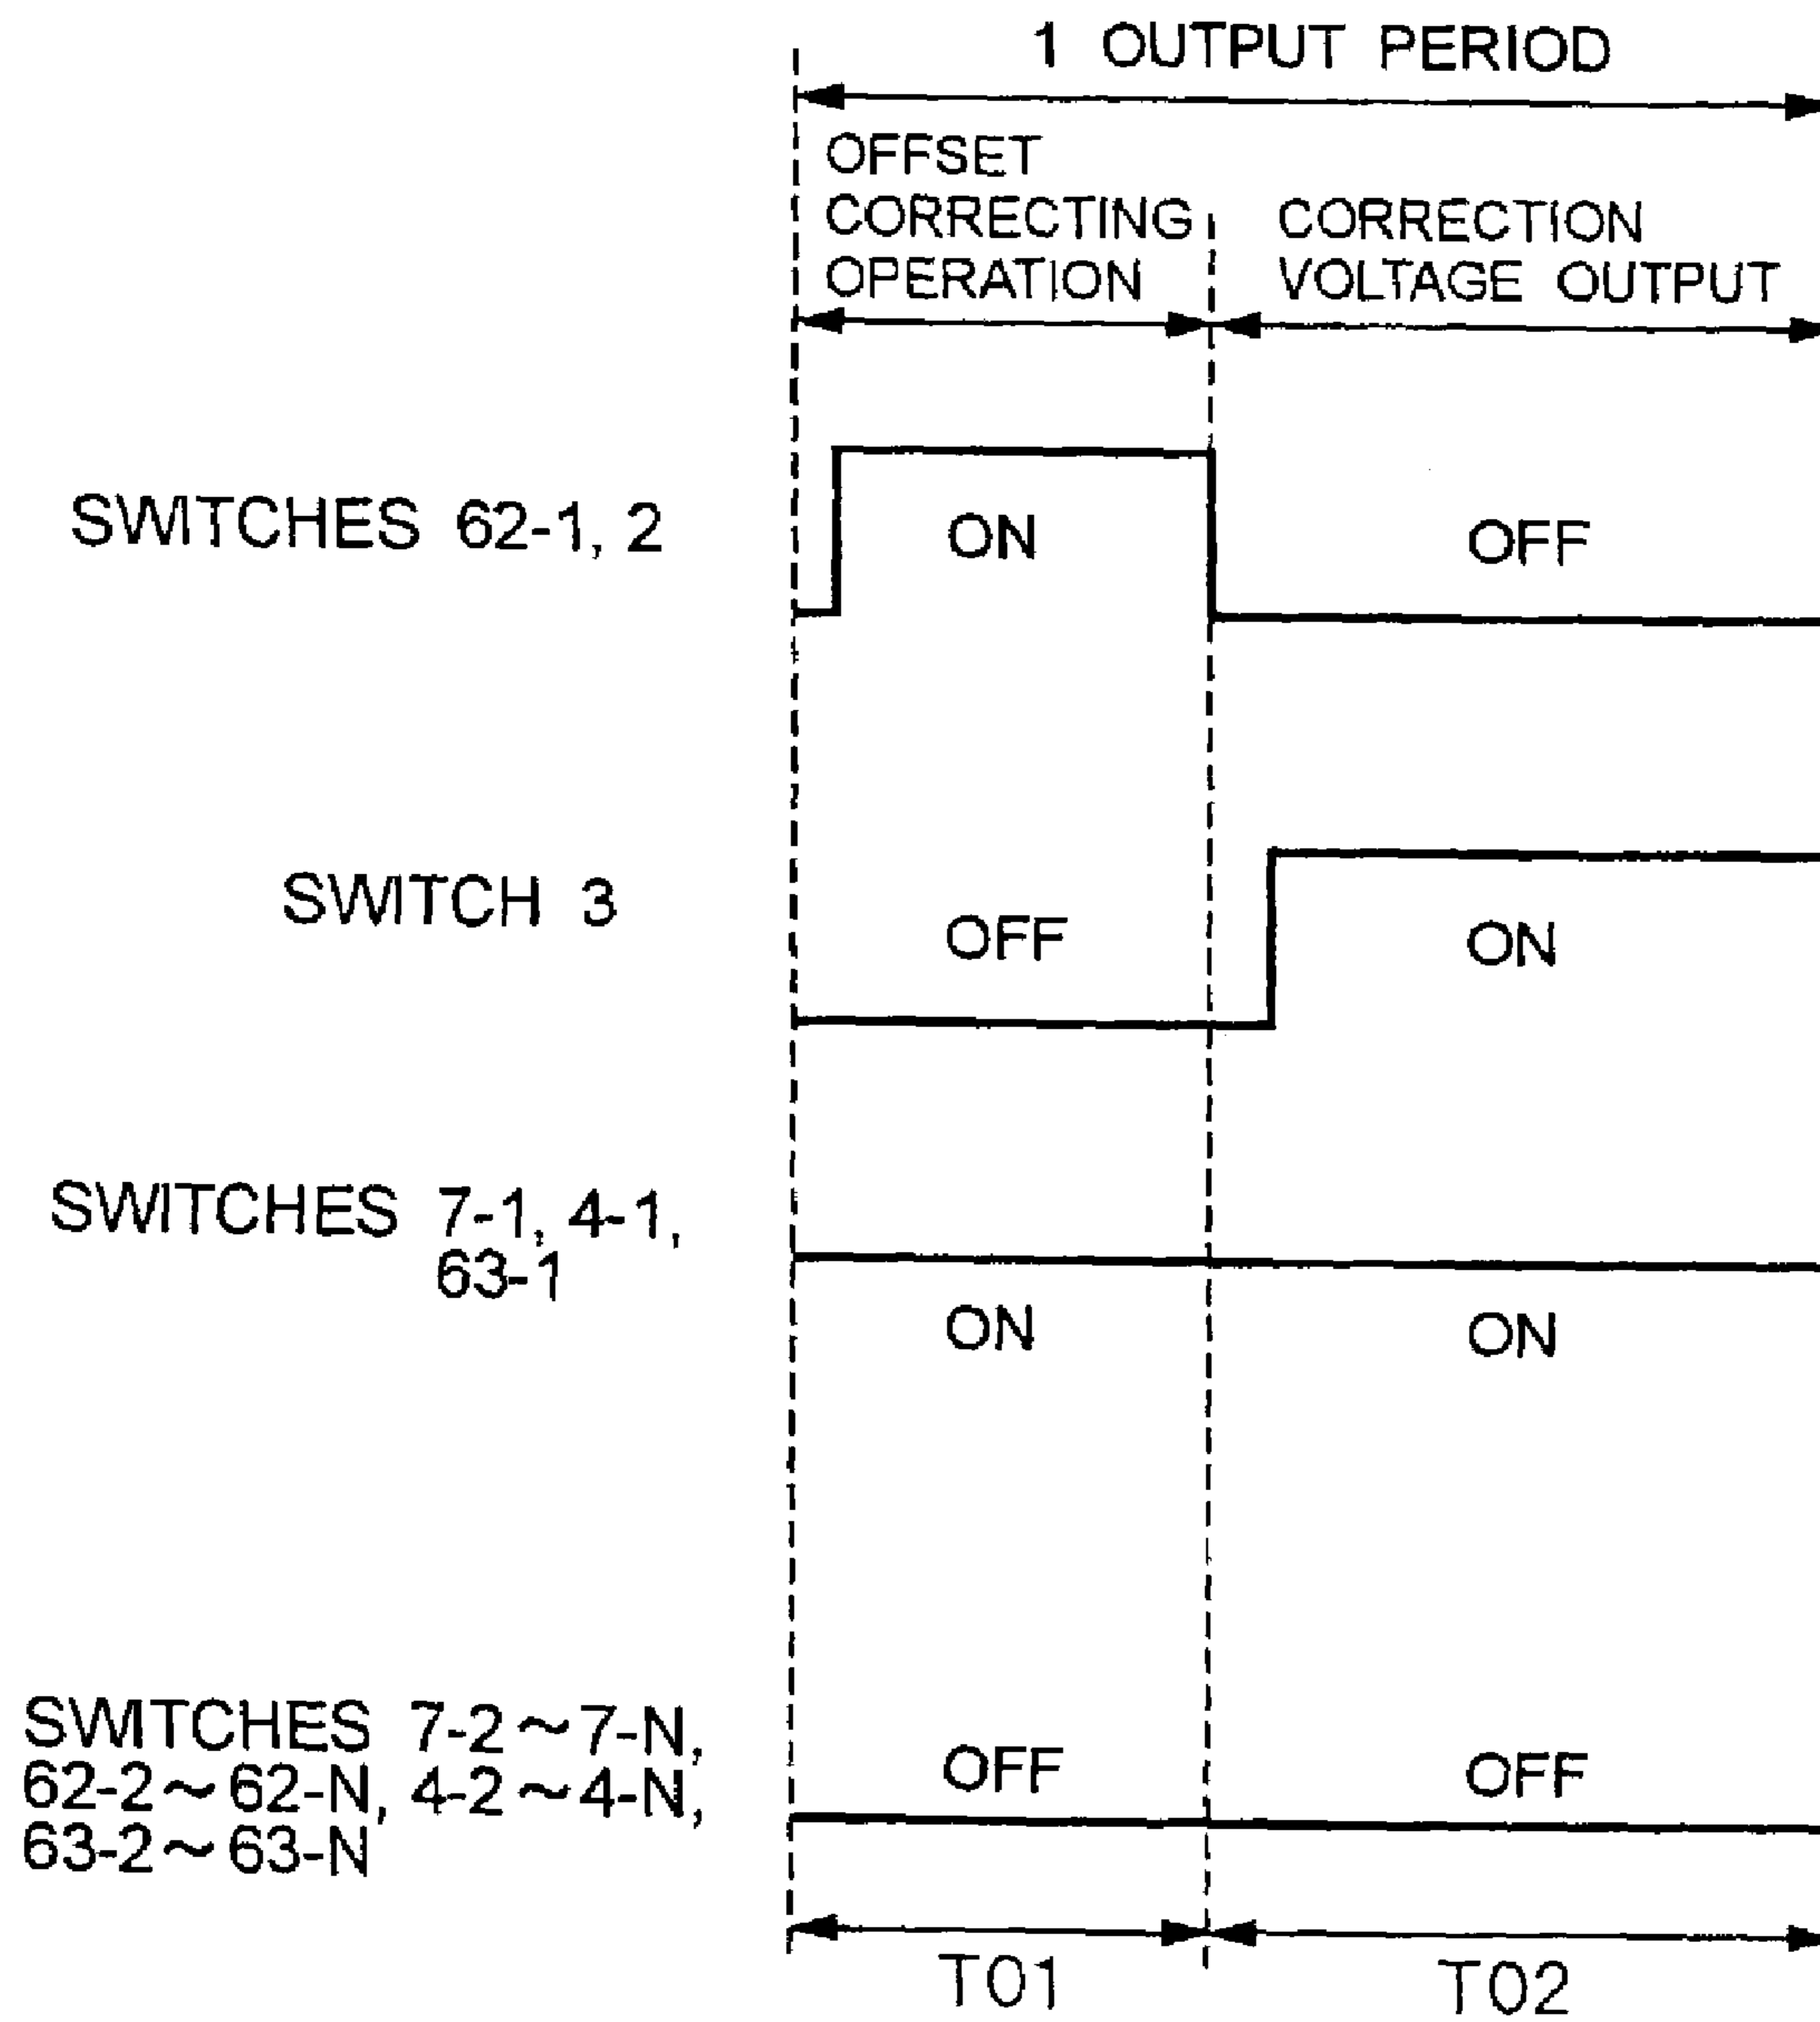 1 OUTPUT PERIOD
OFFSET
CORRECTING
OPERATION
CORRECTION
VOLTAGE OUTPUT
SWITCHES 62-1, 2
ON
OFF
SWITCH 3
OFF
ON
SWITCHES 7-1, 4-1,
63-1
ON
ON
SWITCHES 7-2~7-N,
62-2~62-N, 4-2~4-N,
63-2~63-N
OFF
OFF
T01
T02